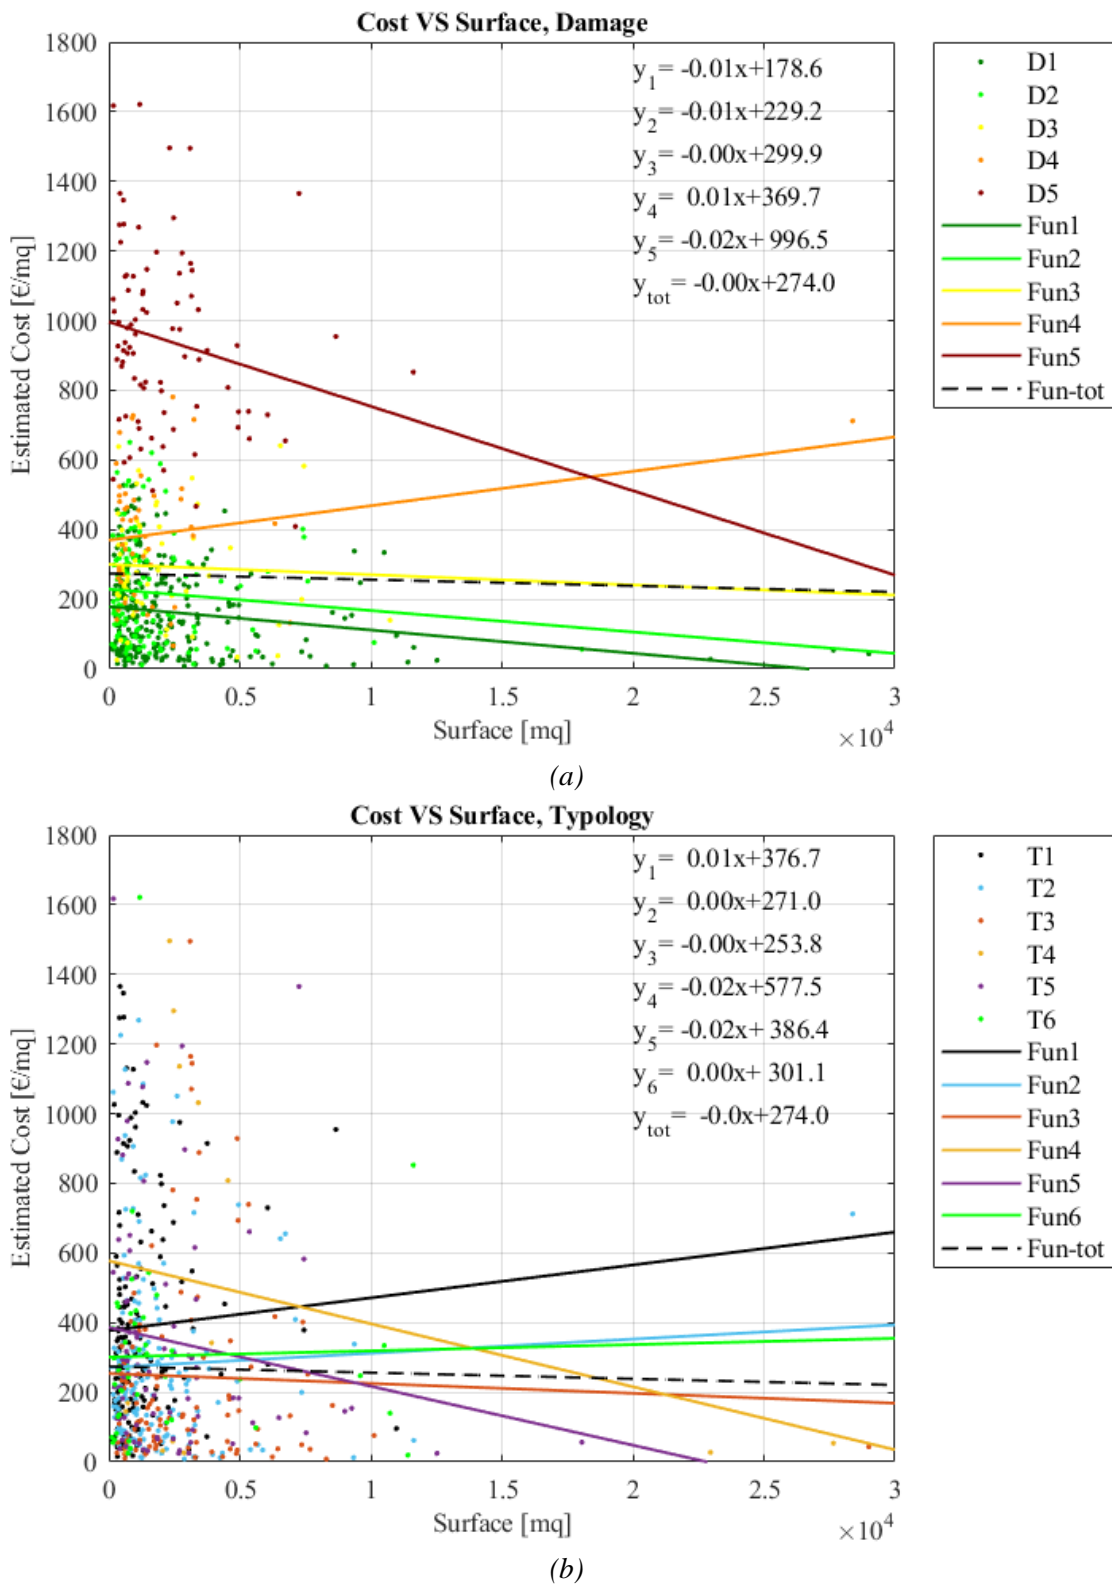 Cost VS Surface, Damage
1800
1600
1400
1200
1000
800
600
400
200
0
Estimated Cost [€/mq]
y1= -0.01x+178.6
y2= -0.01x+229.2
y3= -0.00x+299.9
y4= 0.01x+369.7
y5= -0.02x+ 996.5
ytot= -0.00x+274.0
D1
D2
D3
D4
D5
Fun1
Fun2
Fun3
Fun4
Fun5
Fun-tot
0 0.5 1 1.5 2 2.5 3
Surface [mq]
×10^4
(a)
Cost VS Surface, Typology
1800
1600
1400
1200
1000
800
600
400
200
0
Estimated Cost [€/mq]
y1= 0.01x+376.7
y2= 0.00x+271.0
y3= -0.00x+253.8
y4= -0.02x+577.5
y5= -0.02x+ 386.4
y6= 0.00x+ 301.1
ytot= -0.0x+274.0
T1
T2
T3
T4
T5
T6
Fun1
Fun2
Fun3
Fun4
Fun5
Fun6
Fun-tot
0 0.5 1 1.5 2 2.5 3
Surface [mq]
×10^4
(b)